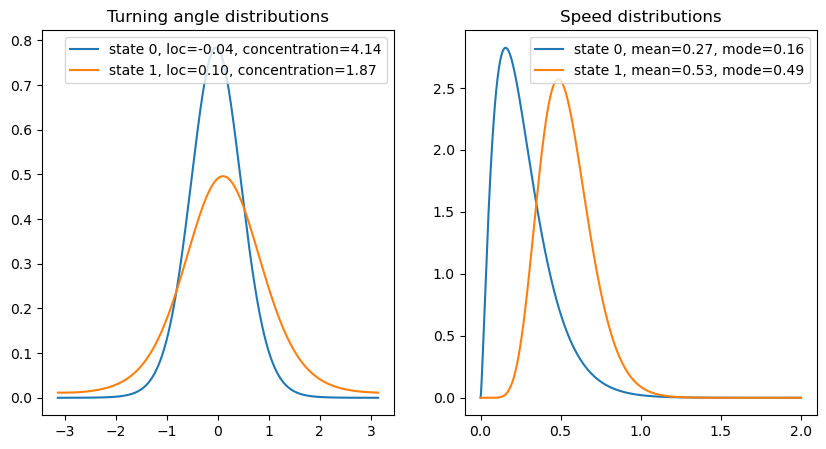 Turning angle distributions
state 0, loc=-0.04, concentration=4.14
state 1, loc=0.10, concentration=1.87
0.8
0.7
0.6
0.5
0.4
0.3
0.2
0.1
0.0
−3 −2 −1 0 1 2 3
Speed distributions
state 0, mean=0.27, mode=0.16
state 1, mean=0.53, mode=0.49
2.5
2.0
1.5
1.0
0.5
0.0
0.0 0.5 1.0 1.5 2.0